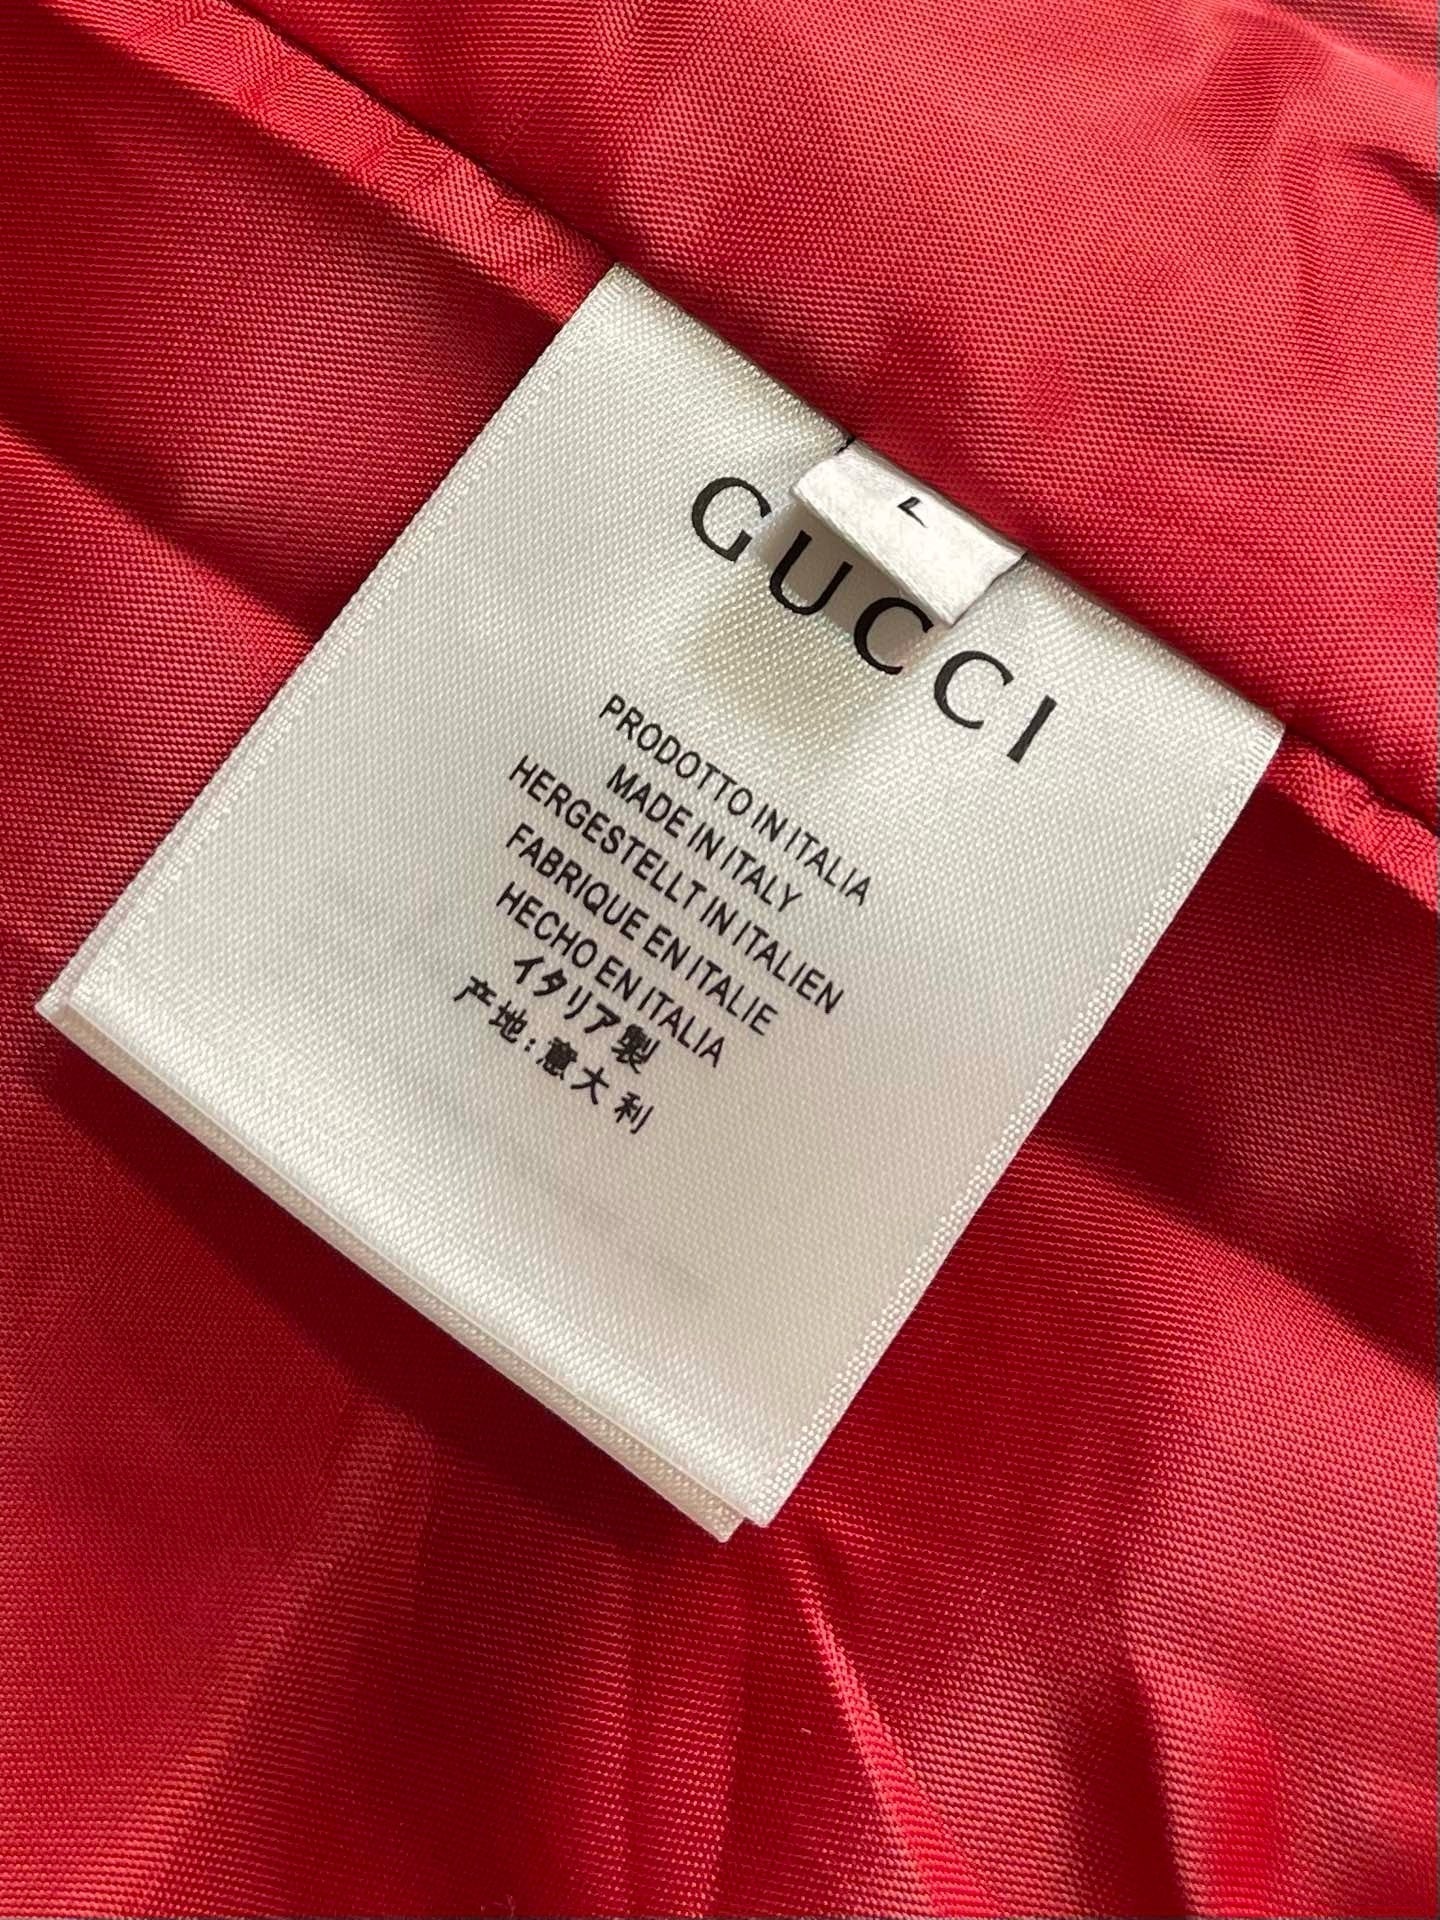 GUCCI
PRODOTTO IN ITALIA
MADE IN ITALY
HERGESTELLT IN ITALIEN
FABRIQUE EN ITALIE
HECHO EN ITALIA
イタリア製
产地:意大利